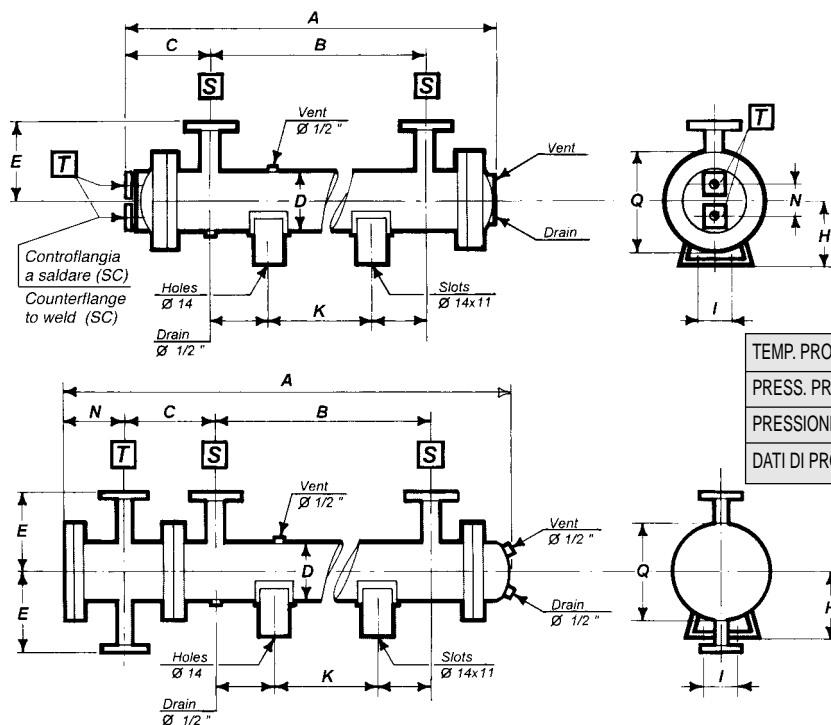 A
C
B
S
S
Vent
Ø 1/2 "
Vent
T
E
T
D
Q
N
H
Controflangia
a saldare (SC)
Counterflange
to weld (SC)
Drain
Holes
Ø 14
K
Slots
Ø 14x11
I
Drain
Ø 1/2 "
TEMP. PRO
PRESS. PR
PRESSIONI
DATI DI PRO
A
N
C
B
T
S
S
Vent
Ø 1/2 "
Vent
Ø 1/2 "
E
D
Q
E
H
Drain
Ø 1/2 "
Holes
Ø 14
K
Slots
Ø 14x11
I
Drain
Ø 1/2 "